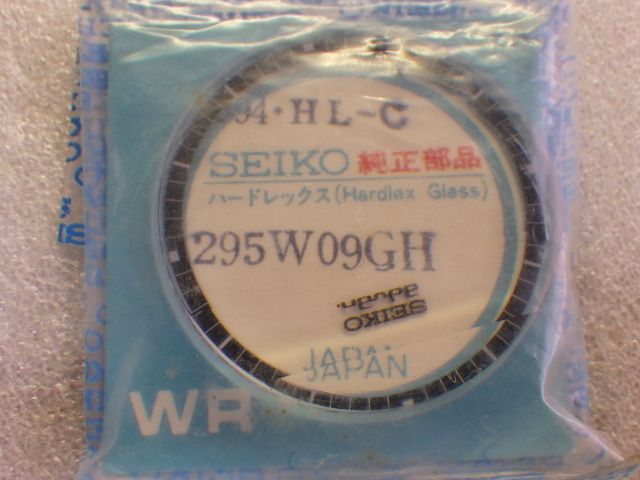 94・HL-C
SEIKO 純正部品
ハードレックス(Hardlex Glass)
295W09GH
SEIKO
JAPAN
WR